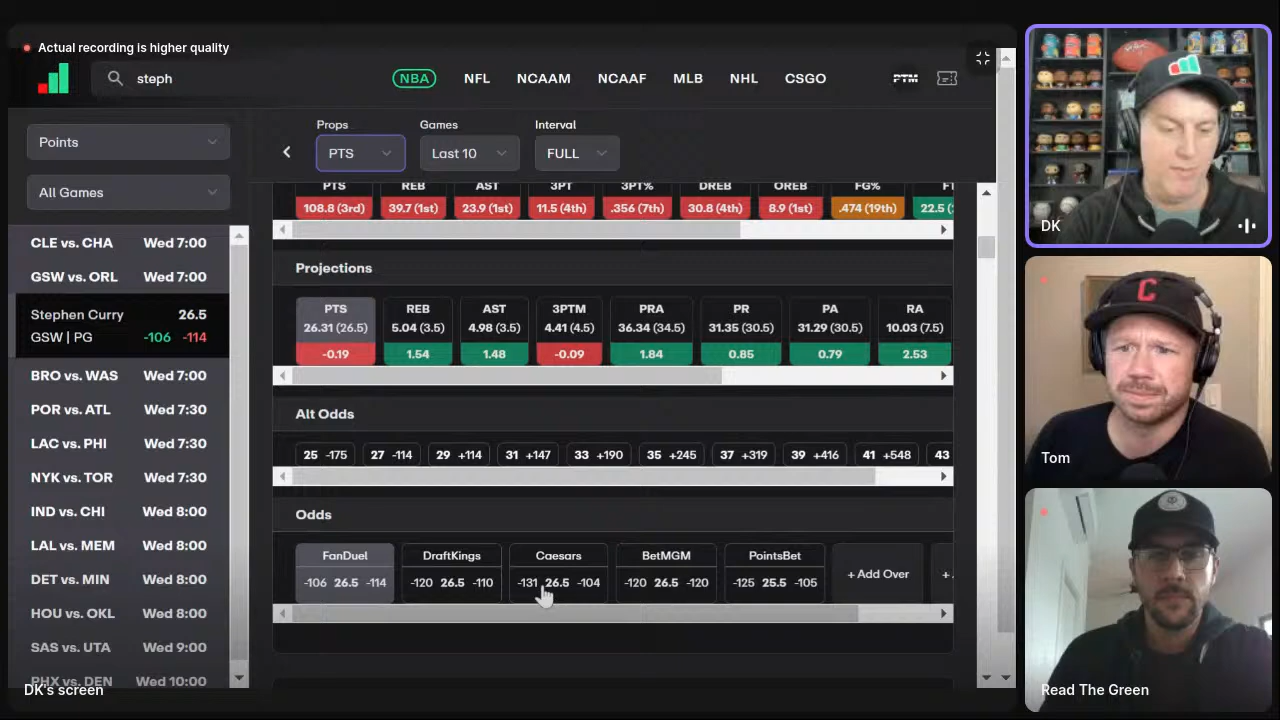 Actual recording is higher quality
steph
NBA NFL NCAAM NCAAF MLB NHL CSGO PTM
Points
All Games
Props Games Interval
PTS Last 10 FULL
PTS REB AST 3PT 3PT% DREB OREB FG%
108.8 (3rd) 39.7 (1st) 23.9 (1st) 11.5 (4th) .356 (7th) 30.8 (4th) 8.9 (1st) .474 (19th) 22.5
CLE vs. CHA Wed 7:00
GSW vs. ORL Wed 7:00
Stephen Curry 26.5
GSW | PG -106 -114
BRO vs. WAS Wed 7:00
POR vs. ATL Wed 7:30
LAC vs. PHI Wed 7:30
NYK vs. TOR Wed 7:30
IND vs. CHI Wed 8:00
LAL vs. MEM Wed 8:00
DET vs. MIN Wed 8:00
HOU vs. OKL Wed 8:00
SAS vs. UTA Wed 9:00
PHX vs. DEN Wed 10:00
Projections
PTS REB AST 3PTM PRA PR PA RA
26.31 (26.5) 5.04 (3.5) 4.98 (3.5) 4.41 (4.5) 36.34 (34.5) 31.35 (30.5) 31.29 (30.5) 10.03 (7.5)
-0.19 1.54 1.48 -0.09 1.84 0.85 0.79 2.53
Alt Odds
25 -175 27 -114 29 +114 31 +147 33 +190 35 +245 37 +319 39 +416 41 +548 43
Odds
FanDuel DraftKings Caesars BetMGM PointsBet
-106 26.5 -114 -120 26.5 -110 -131 26.5 -104 -120 26.5 -120 -125 25.5 -105
+ Add Over
DK's screen
DK
C
Tom
Read The Green